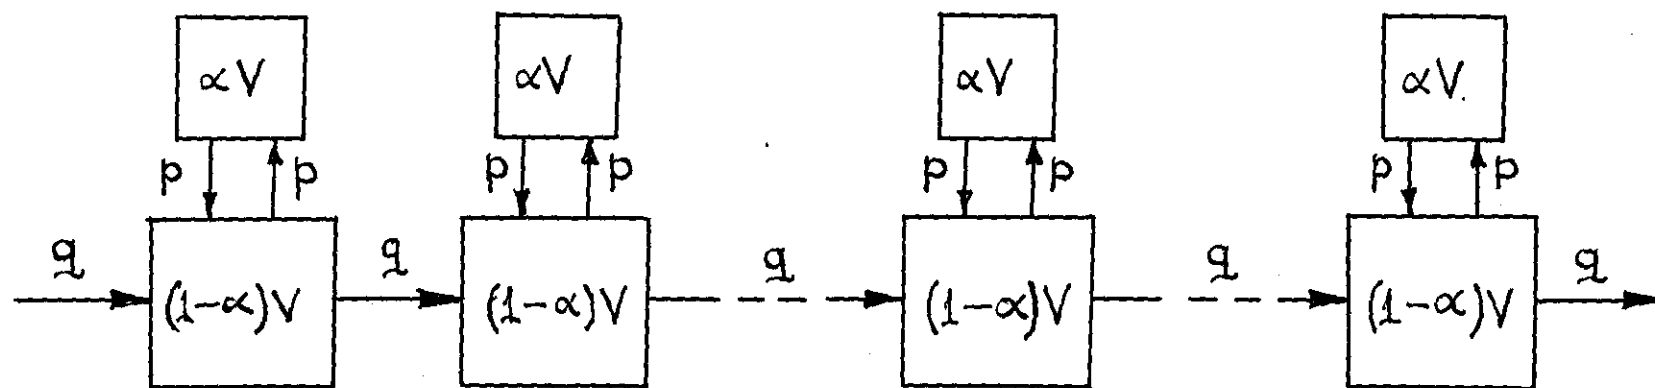 αV αV αV αV
p p p p p p p p
q q q q q
(1-α)V (1-α)V (1-α)V (1-α)V